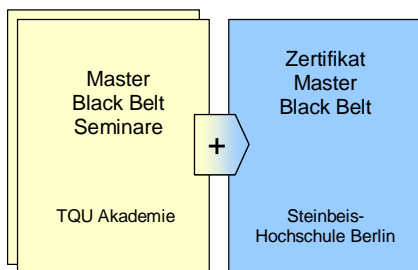 Master
Black Belt
Seminare
TQU Akademie
+
Zertifikat
Master
Black Belt
Steinbeis-
Hochschule Berlin